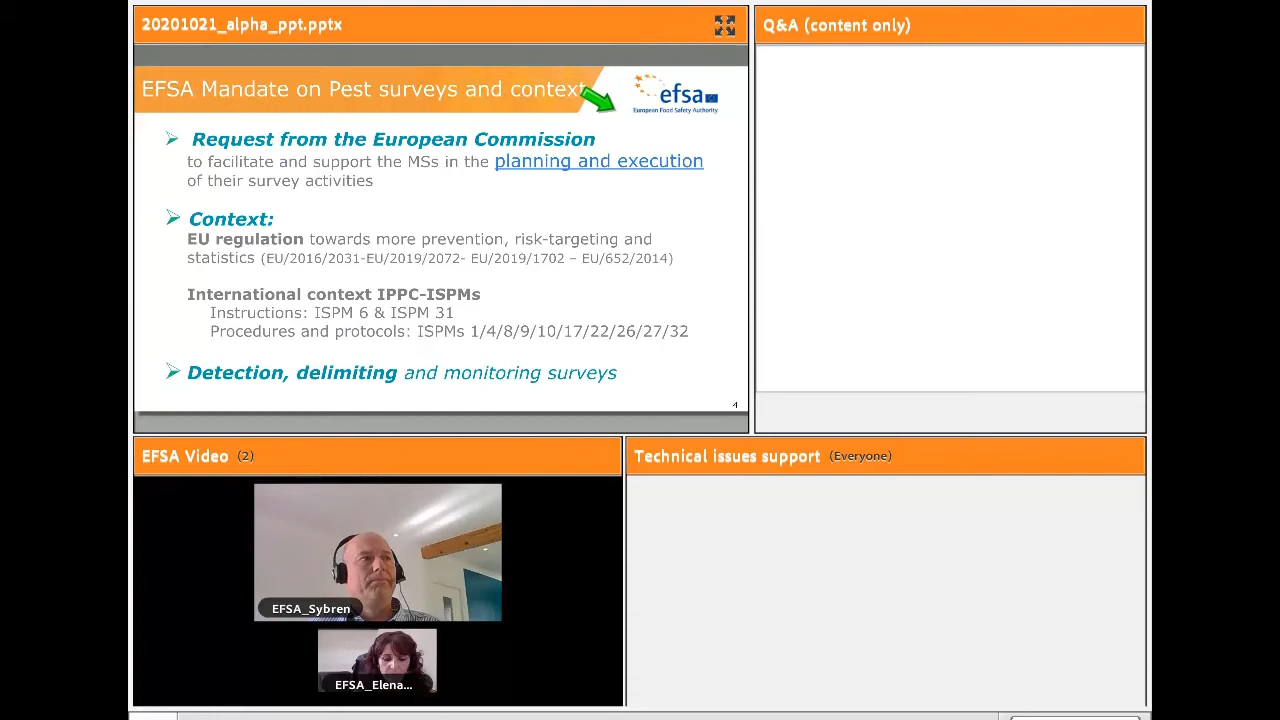 20201021_alpha_ppt.pptx
EFSA Mandate on Pest surveys and context
efsa
European Food Safety Authority
Request from the European Commission
to facilitate and support the MSs in the planning and execution
of their survey activities
Context:
EU regulation towards more prevention, risk-targeting and
statistics (EU/2016/2031-EU/2019/2072- EU/2019/1702 – EU/652/2014)
International context IPPC-ISPMs
Instructions: ISPM 6 & ISPM 31
Procedures and protocols: ISPMs 1/4/8/9/10/17/22/26/27/32
Detection, delimiting and monitoring surveys
4
Q&A (content only)
EFSA Video (2)
EFSA_Sybren
EFSA_Elena...
Technical issues support (Everyone)